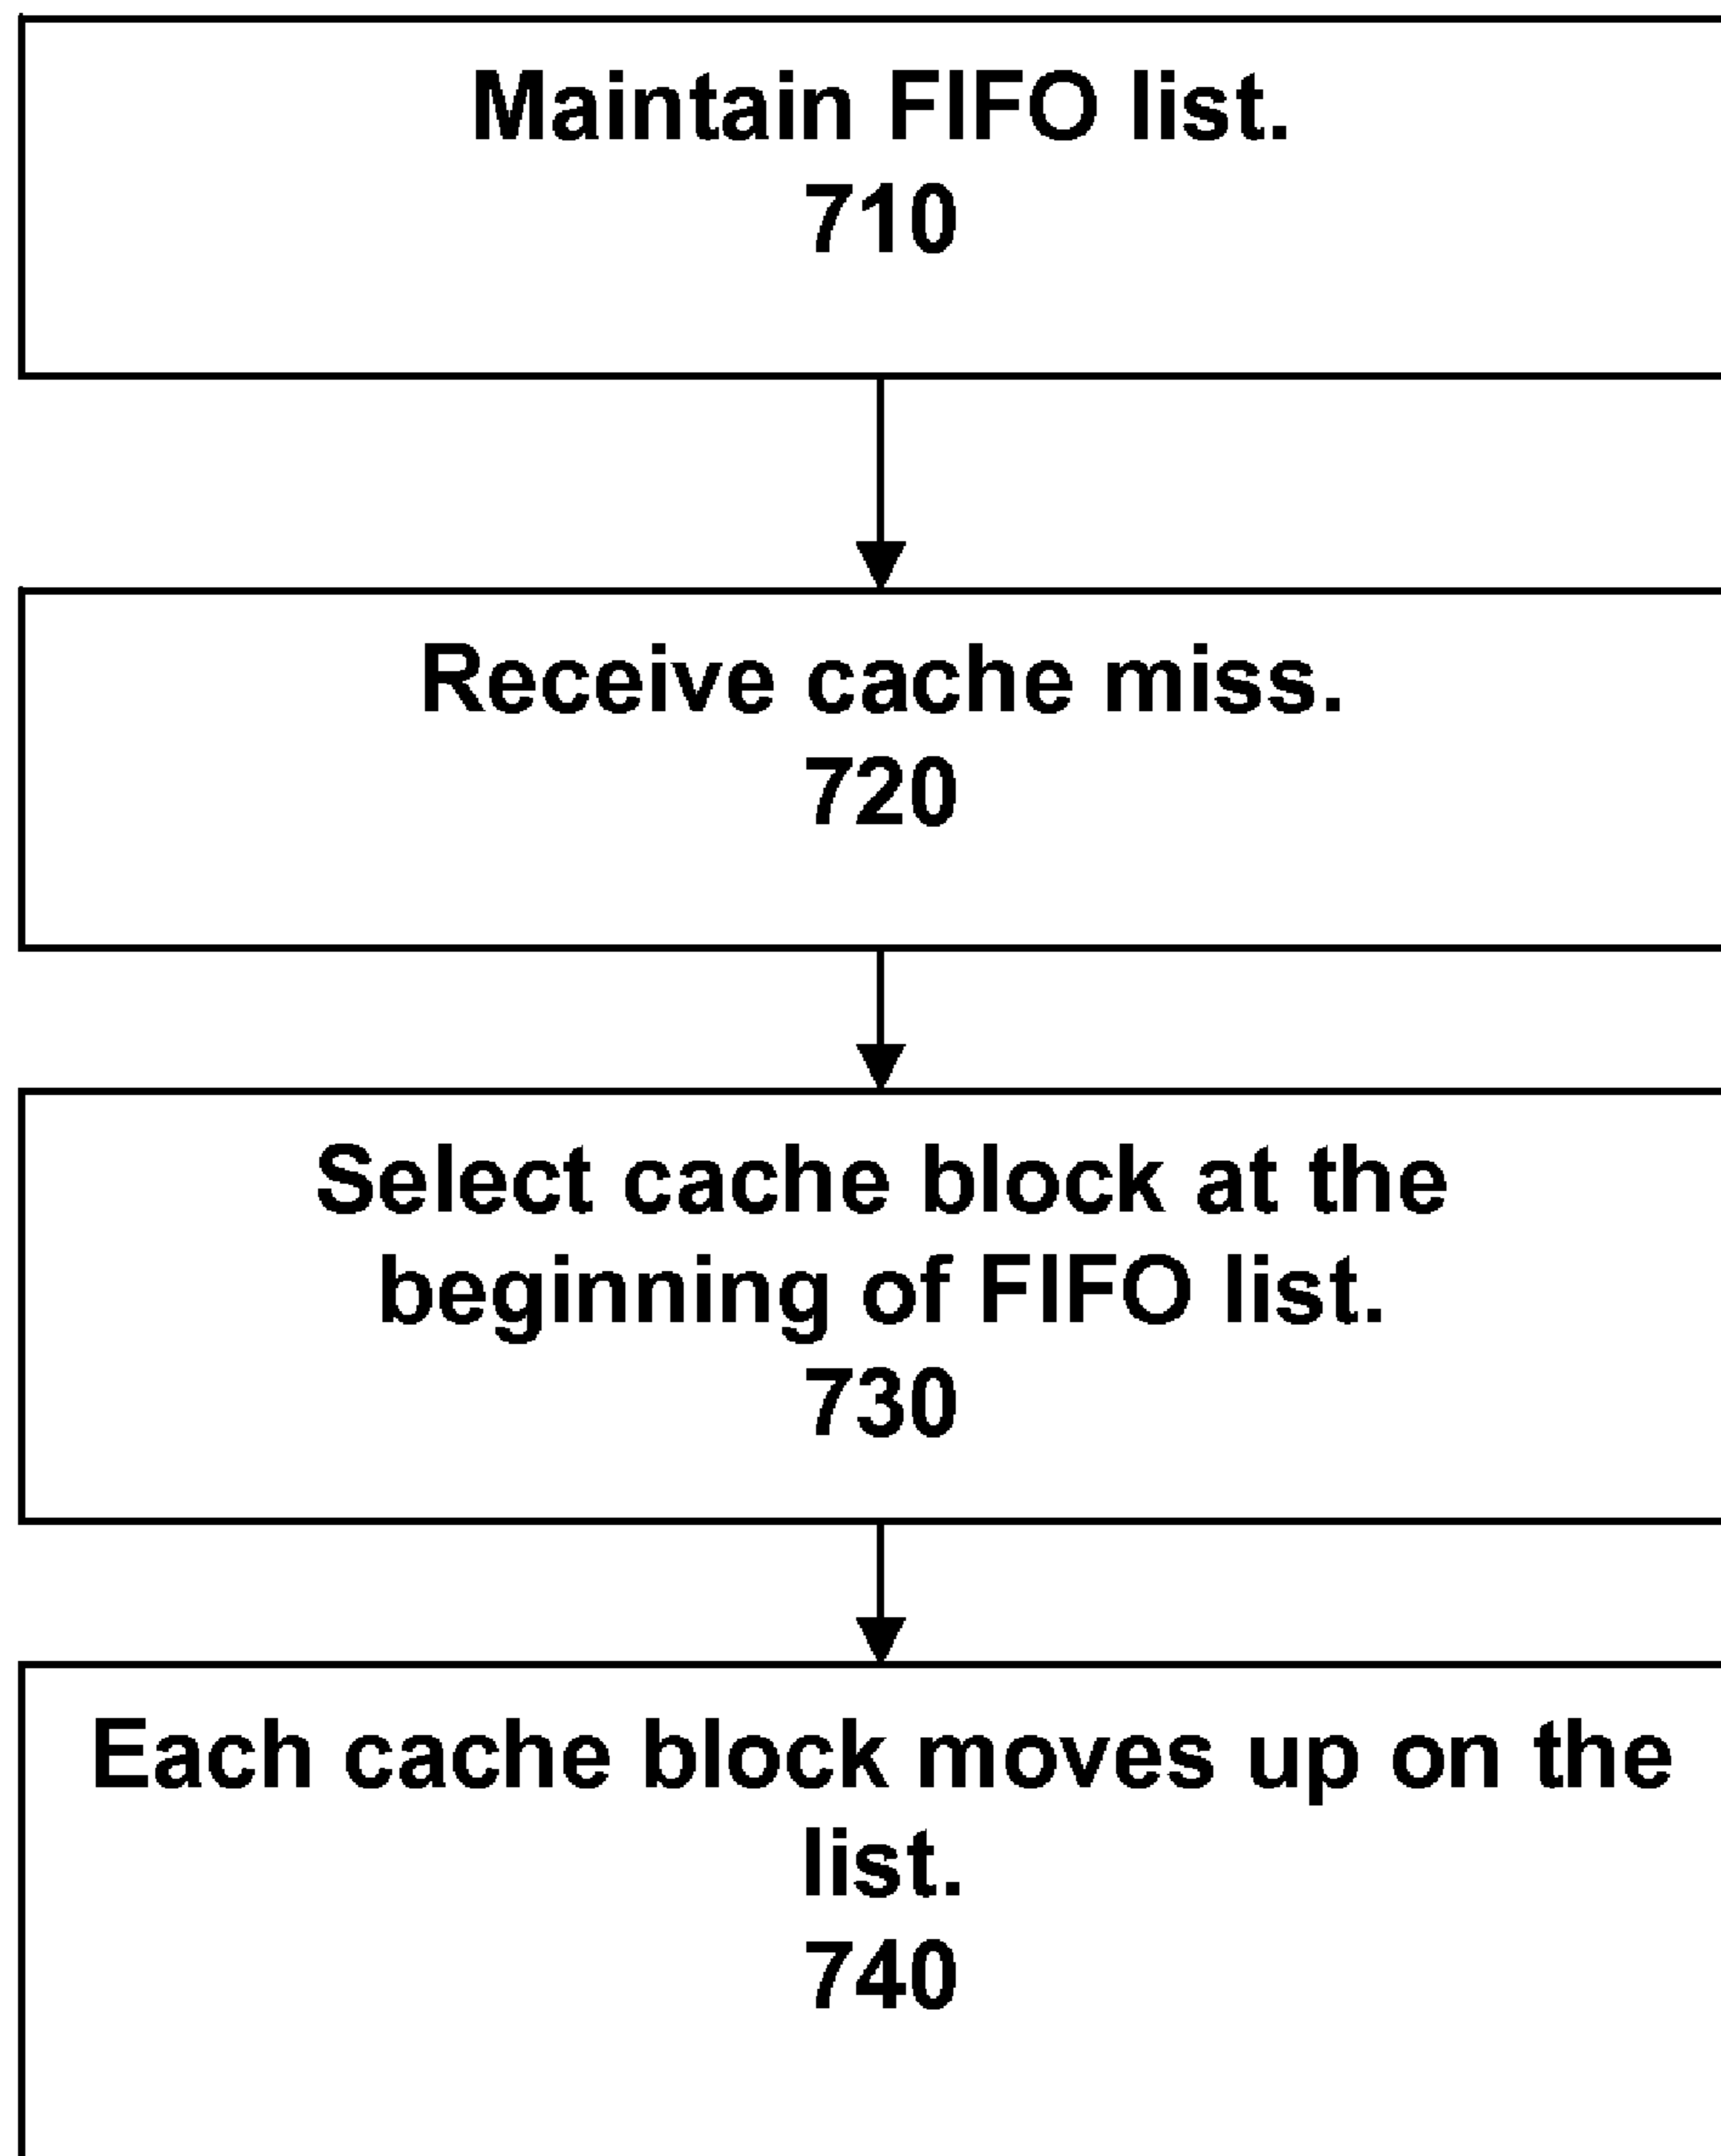 Maintain FIFO list.
710
Receive cache miss.
720
Select cache block at the
beginning of FIFO list.
730
Each cache block moves up on the
list.
740